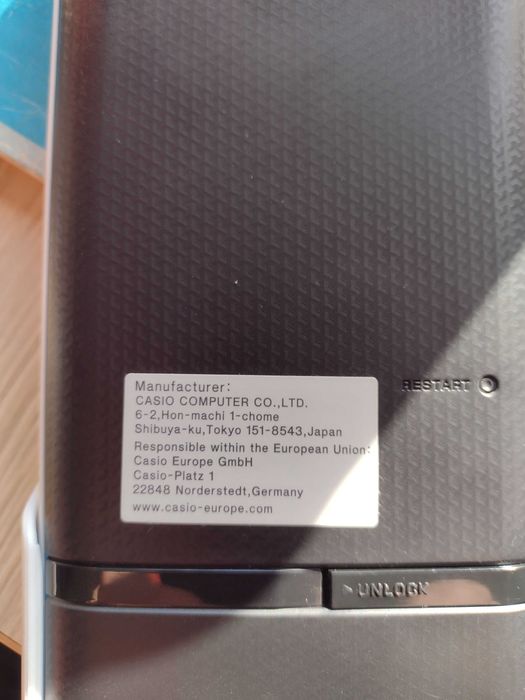 RESTART
Manufacturer:
CASIO COMPUTER CO.,LTD.
6-2,Hon-machi 1-chome
Shibuya-ku,Tokyo 151-8543,Japan
Responsible within the European Union:
Casio Europe GmbH
Casio-Platz 1
22848 Norderstedt,Germany
www.casio-europe.com
UNLOCK